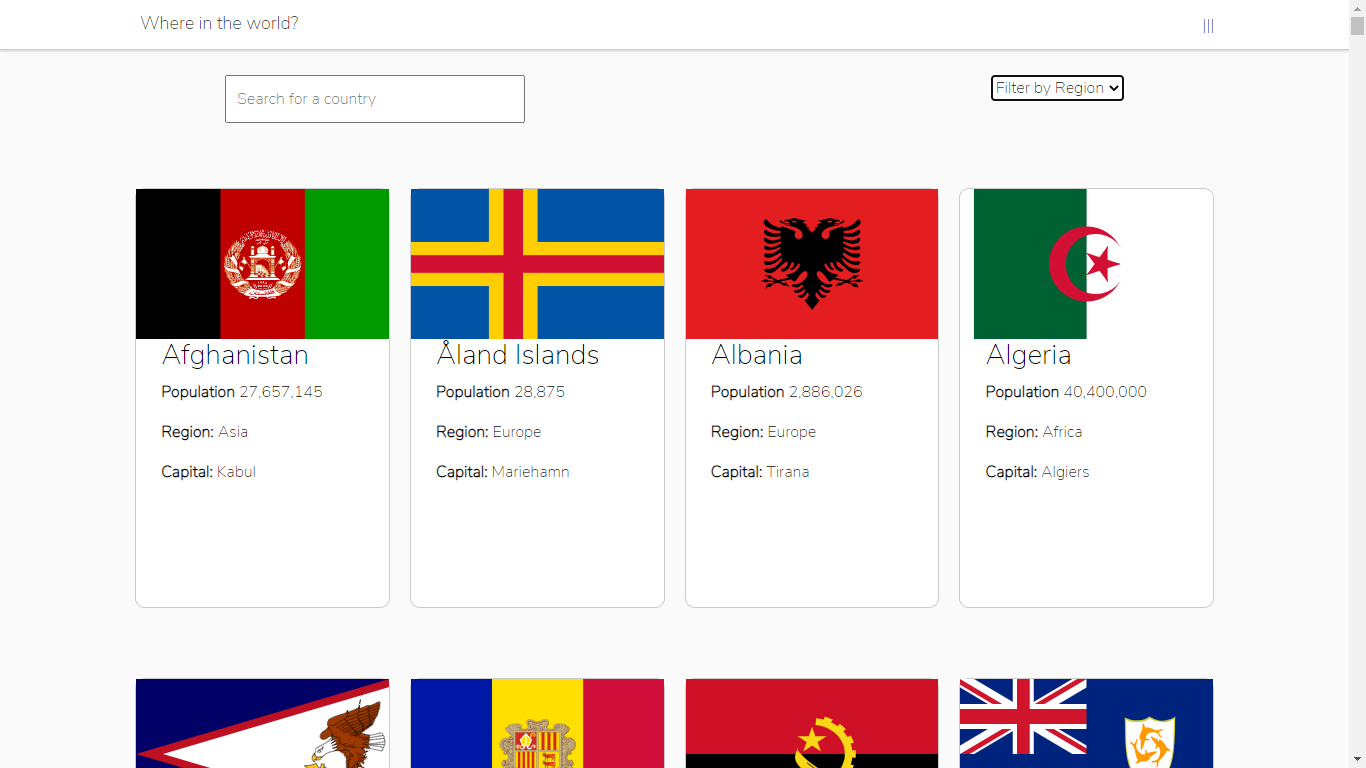 Where in the world?
|||
Search for a country
Filter by Region
Afghanistan
Population 27,657,145
Region: Asia
Capital: Kabul
Åland Islands
Population 28,875
Region: Europe
Capital: Mariehamn
Albania
Population 2,886,026
Region: Europe
Capital: Tirana
Algeria
Population 40,400,000
Region: Africa
Capital: Algiers